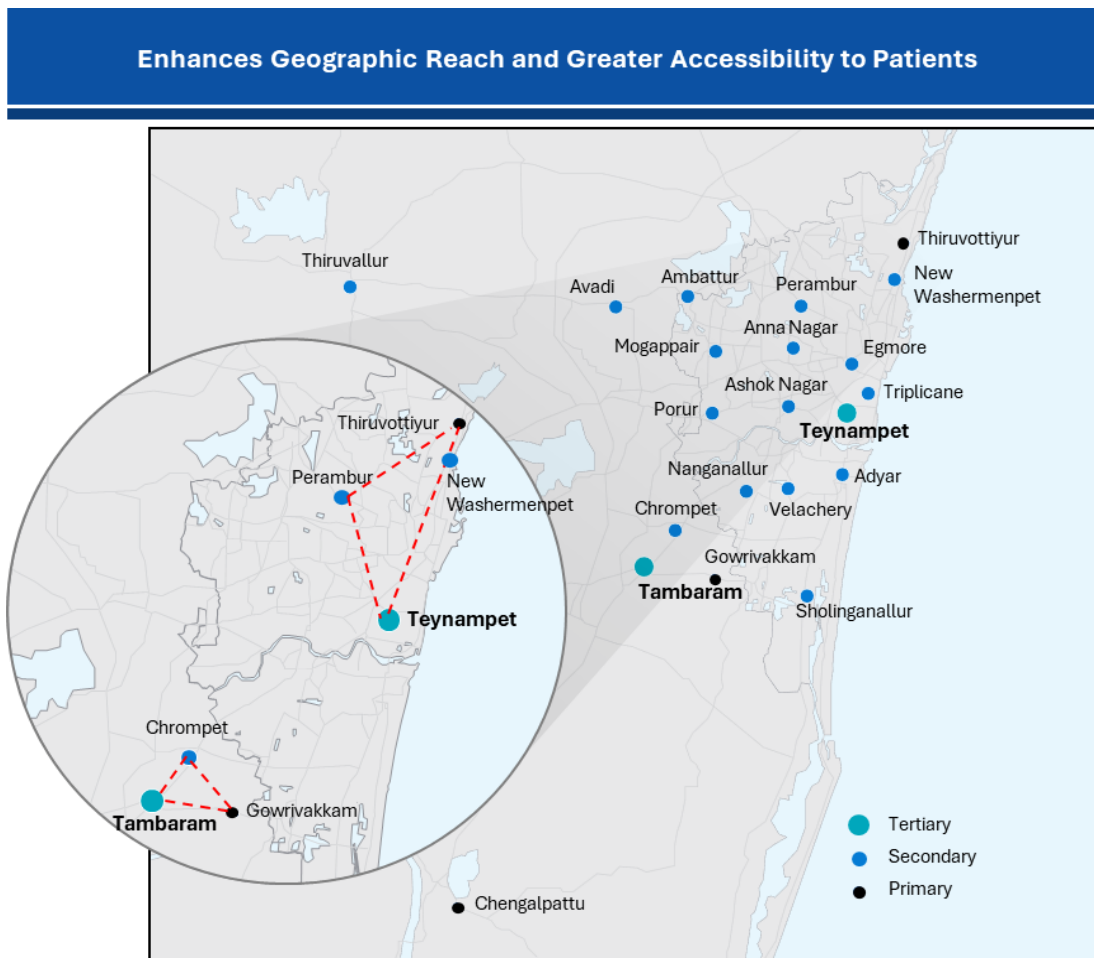 Enhances Geographic Reach and Greater Accessibility to Patients
Thiruvottiyur
Thiruvallur
New
Washermenpet
Ambattur
Avadi
Perambur
Anna Nagar
Mogappair
Egmore
Ashok Nagar
Triplicane
Porur
Teynampet
Nanganallur
Adyar
Velachery
Chrompet
Gowrivakkam
Tambaram
Sholinganallur
Thiruvottiyur
Perambur
New
Washermenpet
Teynampet
Chrompet
Gowrivakkam
Tambaram
Chengalpattu
Tertiary
Secondary
Primary